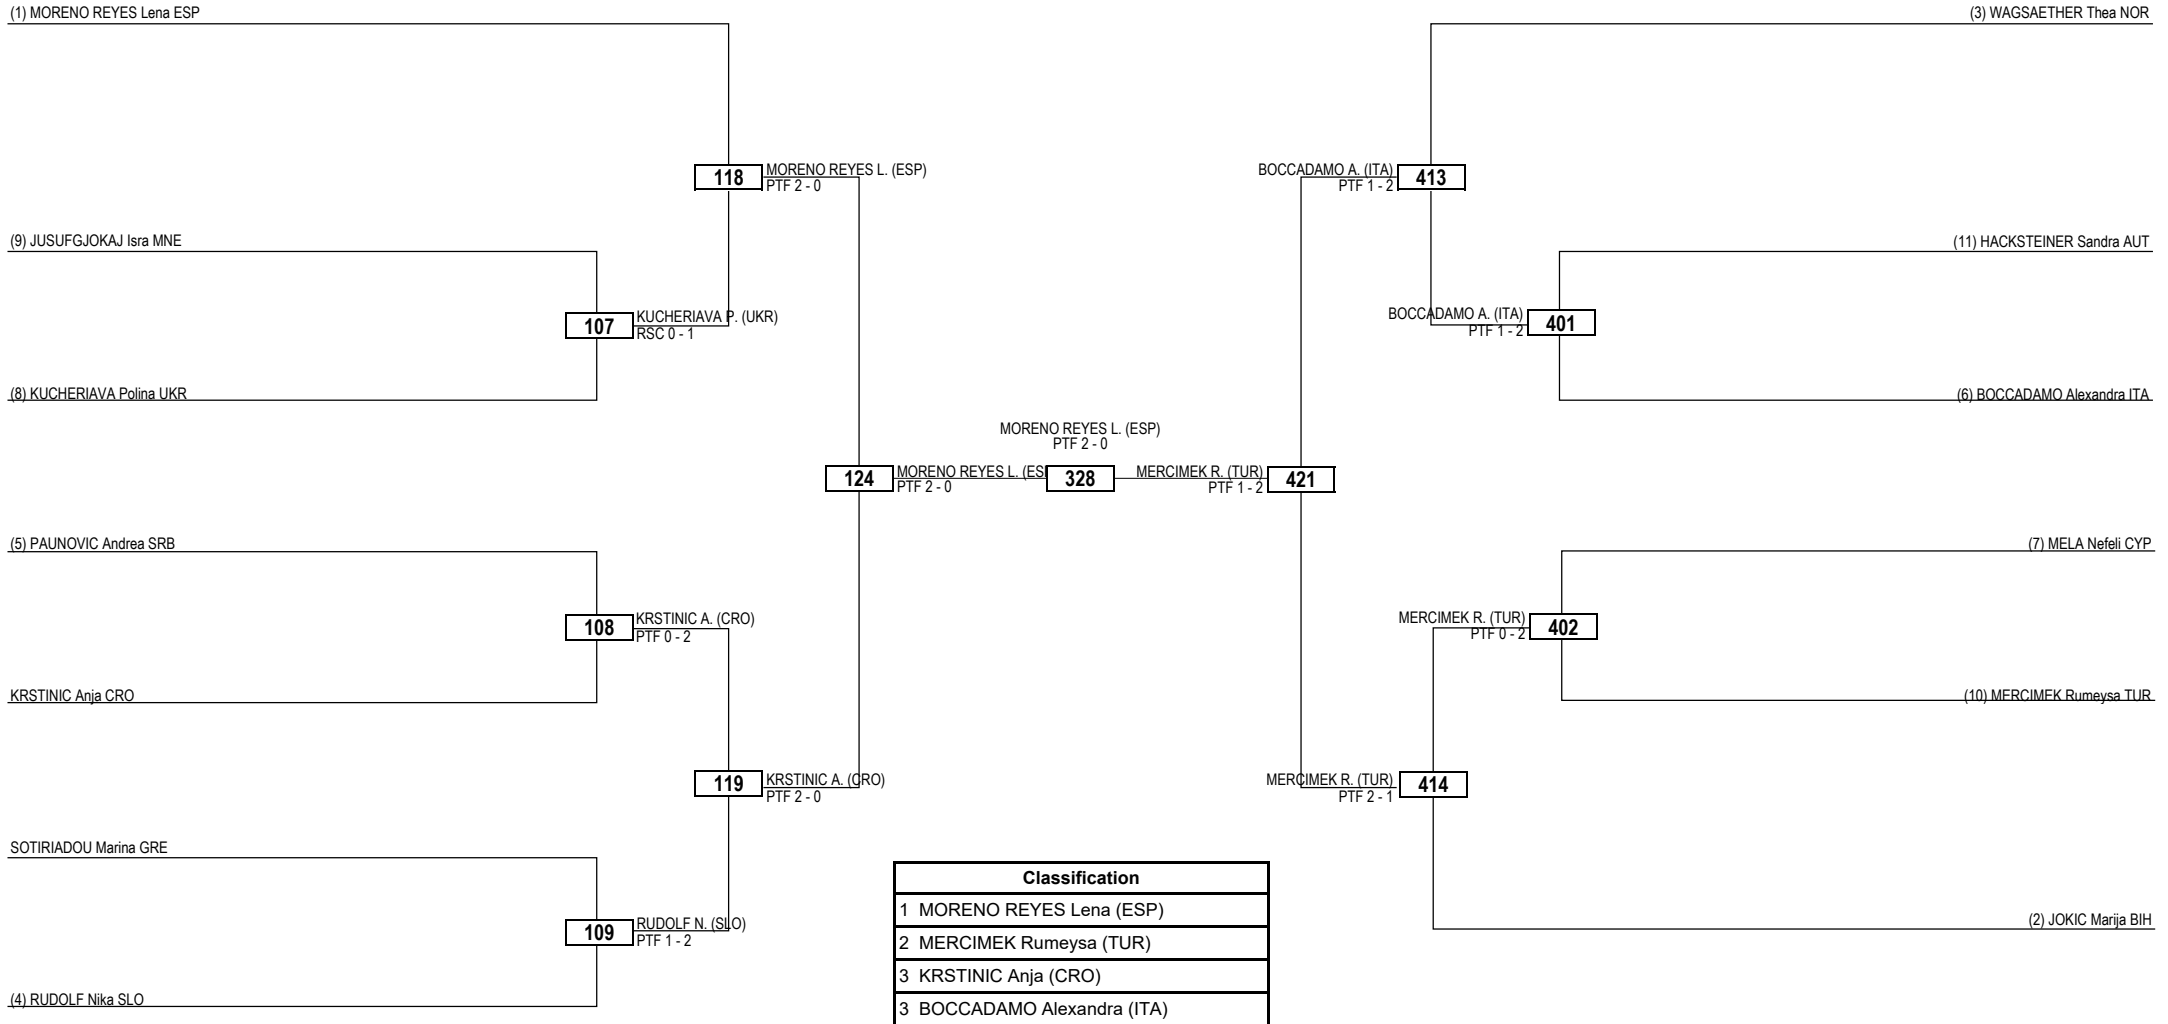 (1) MORENO REYES Lena ESP
(3) WAGSAETHER Thea NOR
118
MORENO REYES L. (ESP)
PTF 2 - 0
BOCCADAMO A. (ITA)
PTF 1 - 2
413
(9) JUSUFGJOKAJ Isra MNE
(11) HACKSTEINER Sandra AUT
107
KUCHERIAVA P. (UKR)
RSC 0 - 1
BOCCADAMO A. (ITA)
PTF 1 - 2
401
(8) KUCHERIAVA Polina UKR
(6) BOCCADAMO Alexandra ITA
MORENO REYES L. (ESP)
PTF 2 - 0
124
MORENO REYES L. (ES
PTF 2 - 0
328
MERCIMEK R. (TUR)
PTF 1 - 2
421
(5) PAUNOVIC Andrea SRB
(7) MELA Nefeli CYP
108
KRSTINIC A. (CRO)
PTF 0 - 2
MERCIMEK R. (TUR)
PTF 0 - 2
402
KRSTINIC Anja CRO
(10) MERCIMEK Rumeysa TUR
119
KRSTINIC A. (CRO)
PTF 2 - 0
MERCIMEK R. (TUR)
PTF 2 - 1
414
SOTIRIADOU Marina GRE
109
RUDOLF N. (SLO)
PTF 1 - 2
(2) JOKIC Marija BIH
(4) RUDOLF Nika SLO
Classification
1 MORENO REYES Lena (ESP)
2 MERCIMEK Rumeysa (TUR)
3 KRSTINIC Anja (CRO)
3 BOCCADAMO Alexandra (ITA)